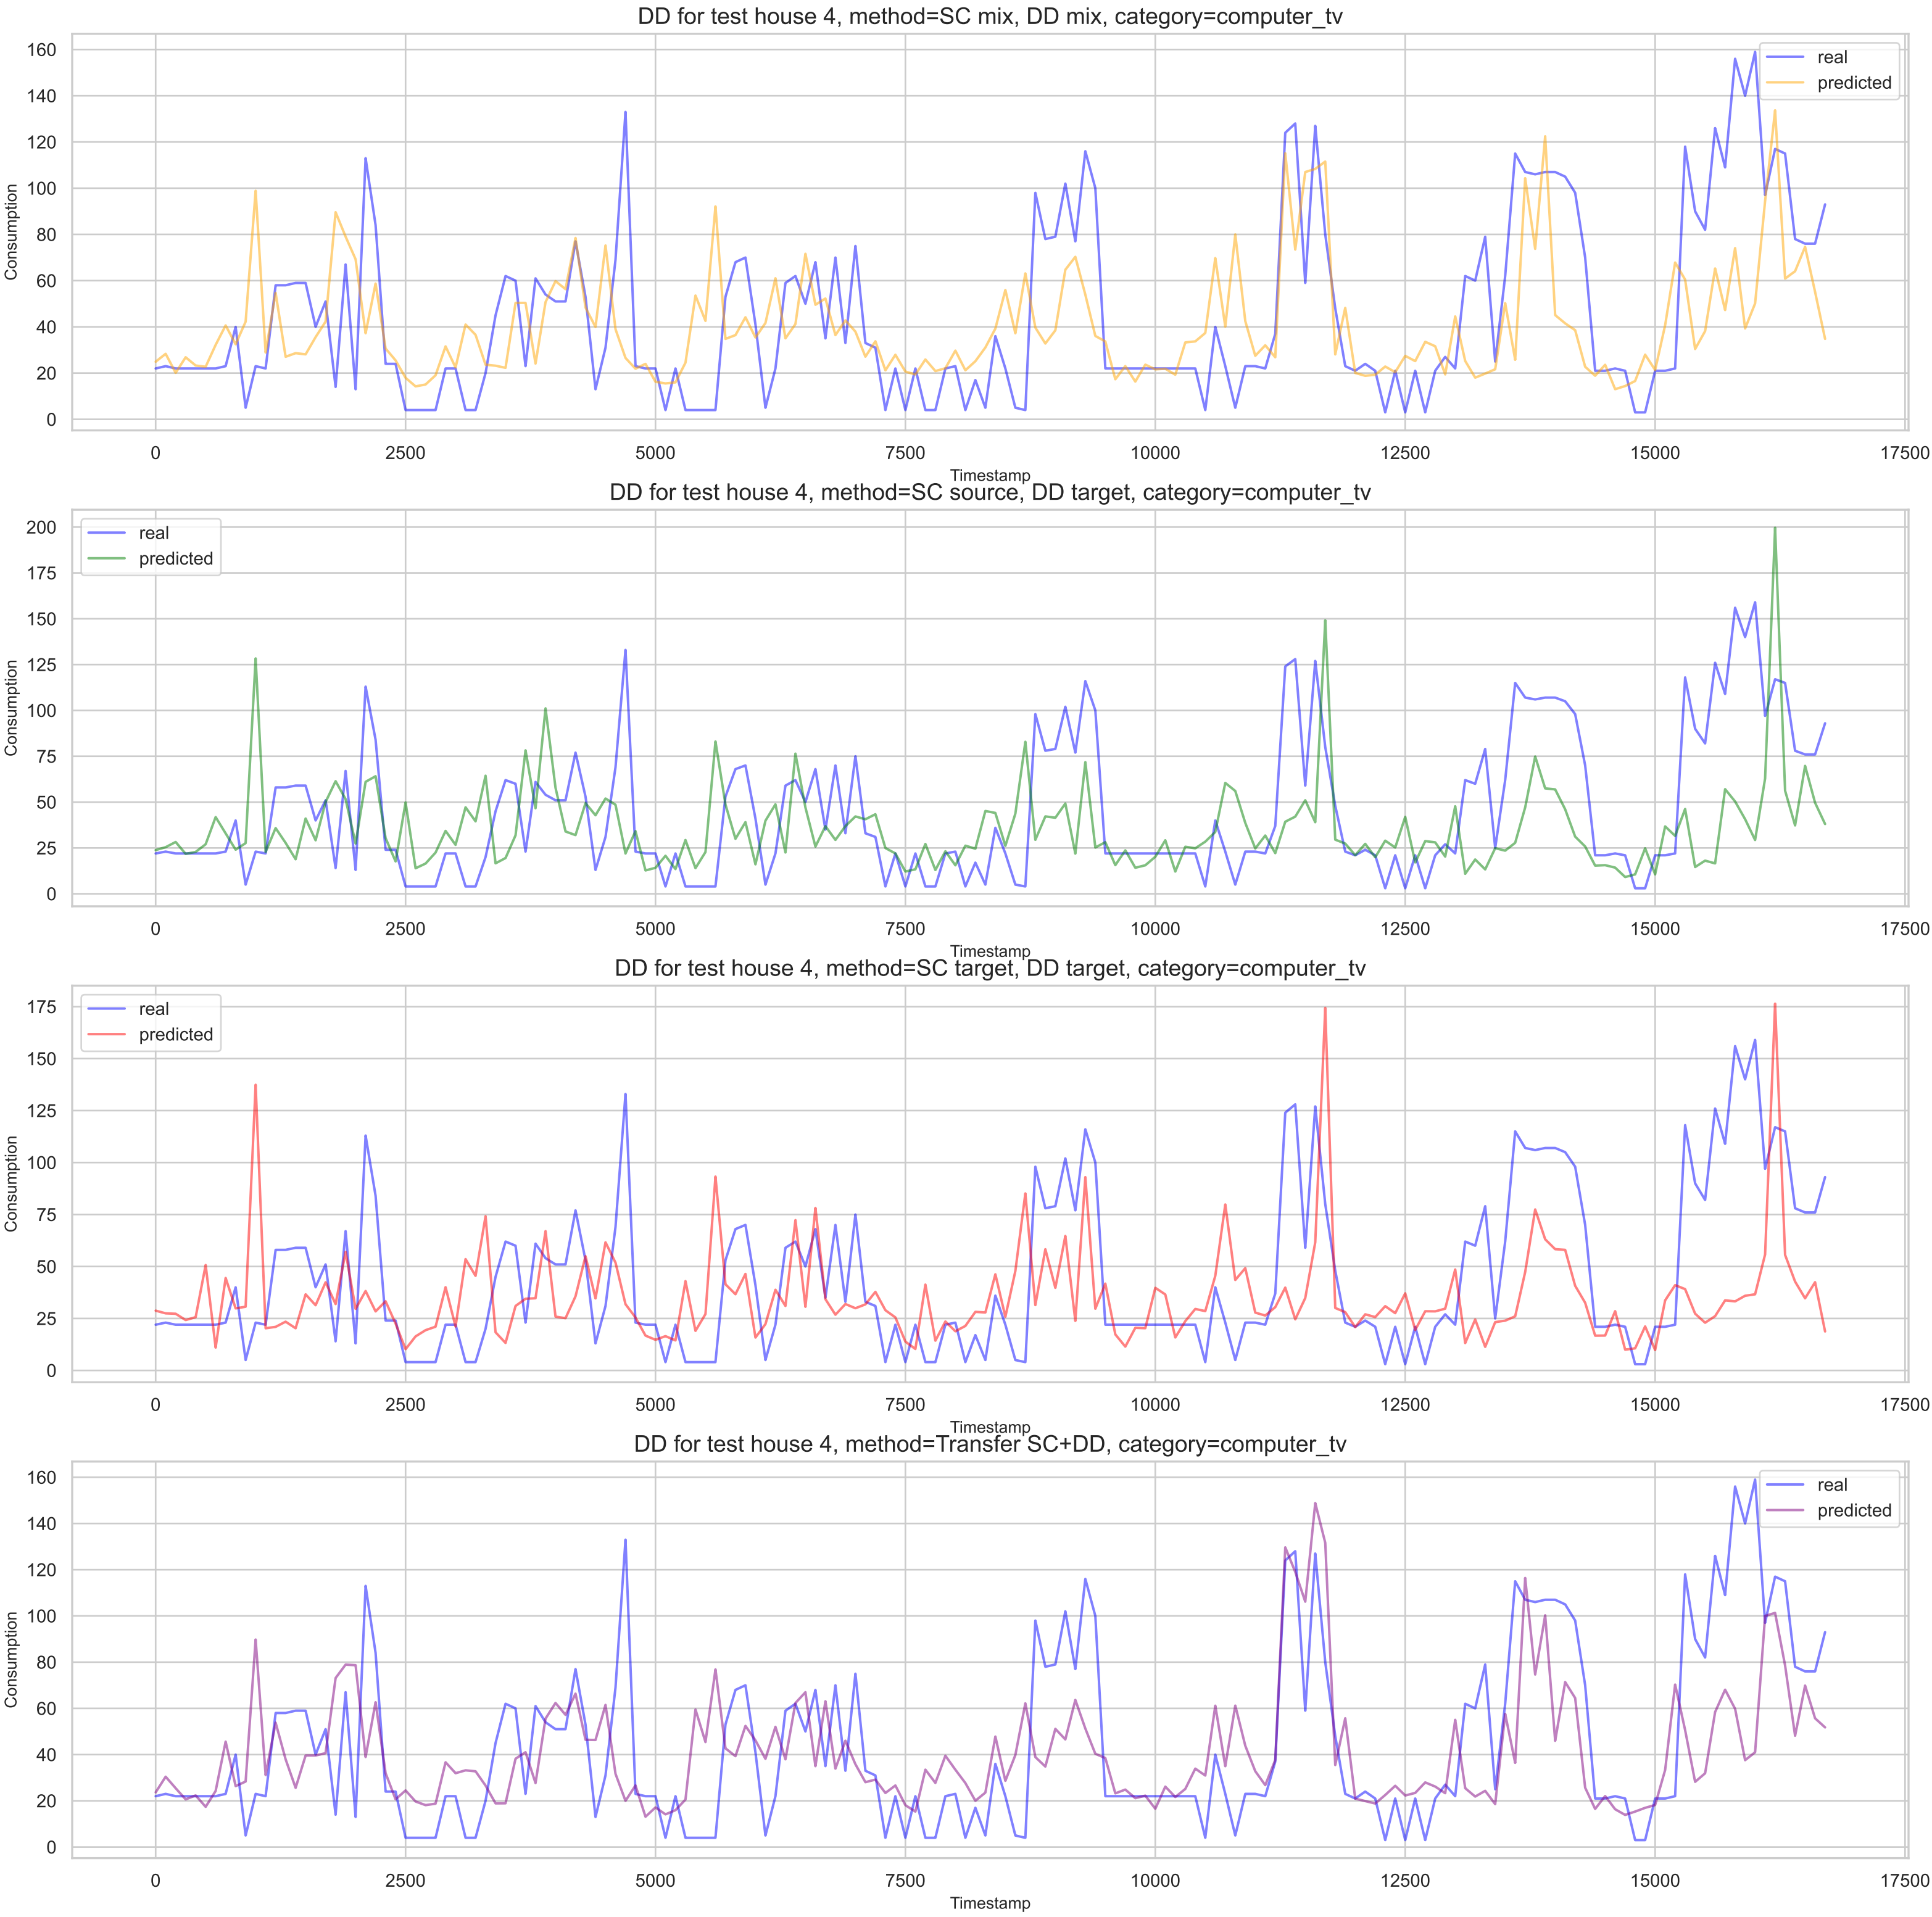 DD for test house 4, method=SC mix, DD mix, category=computer_tv
real
predicted
160
140
120
100
80
60
40
20
0
Consumption
0 2500 5000 7500 10000 12500 15000 17500
Timestamp
DD for test house 4, method=SC source, DD target, category=computer_tv
real
predicted
200
175
150
125
100
75
50
25
0
Consumption
0 2500 5000 7500 10000 12500 15000 17500
Timestamp
DD for test house 4, method=SC target, DD target, category=computer_tv
real
predicted
175
150
125
100
75
50
25
0
Consumption
0 2500 5000 7500 10000 12500 15000 17500
Timestamp
DD for test house 4, method=Transfer SC+DD, category=computer_tv
real
predicted
160
140
120
100
80
60
40
20
0
Consumption
0 2500 5000 7500 10000 12500 15000 17500
Timestamp